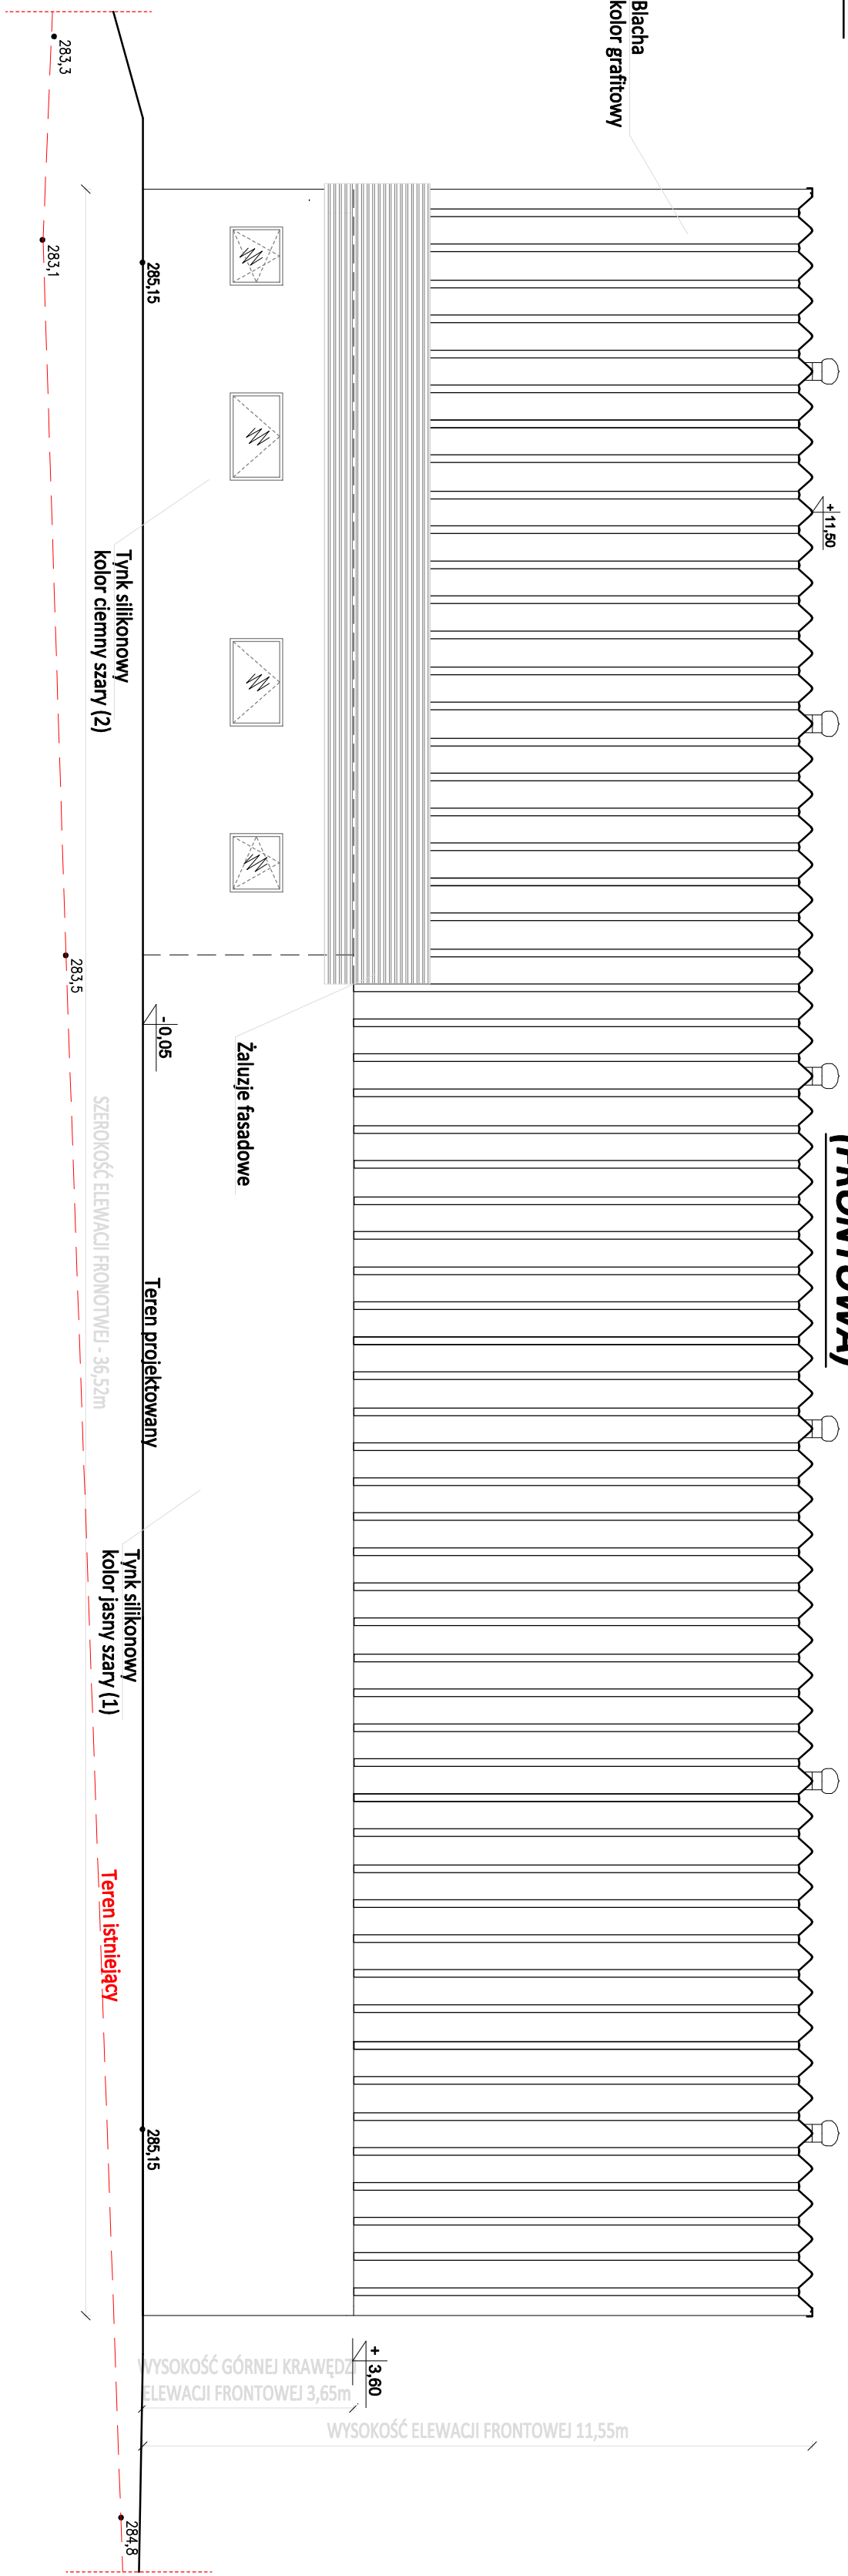 (FRONTOWA)
Blacha
kolor grafitowy
+ 11,50
283,3
283,1
285,15
Tynk silikonowy
kolor ciemny szary (2)
283,5
- 0,05
Żaluzje fasadowe
SZEROKOŚĆ ELEWACJI FRONOTWEJ - 36,52m
Teren projektowany
Tynk silikonowy
kolor jasny szary (1)
Teren istniejący
285,15
+ 3,60
WYSOKOŚĆ GÓRNEJ KRAWĘDZI
ELEWACJI FRONTOWEJ 3,65m
WYSOKOŚĆ ELEWACJI FRONTOWEJ 11,55m
284,8